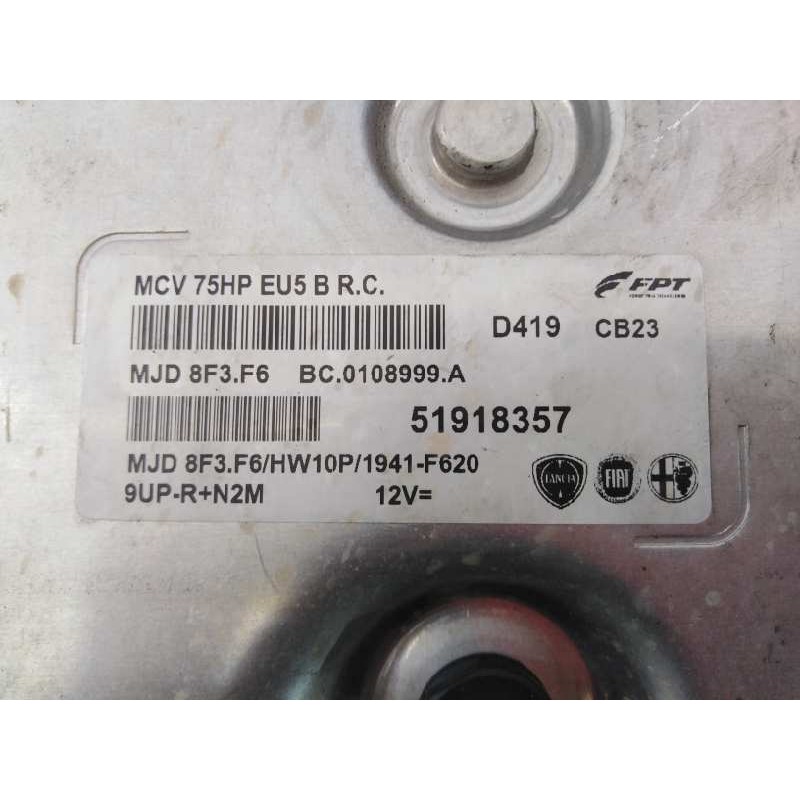 MCV 75HP EU5 B R.C.
FPT
D419 CB23
MJD 8F3.F6 BC.0108999.A
51918357
MJD 8F3.F6/HW10P/1941-F620
9UP-R+N2M 12V=
LANCIA FIAT